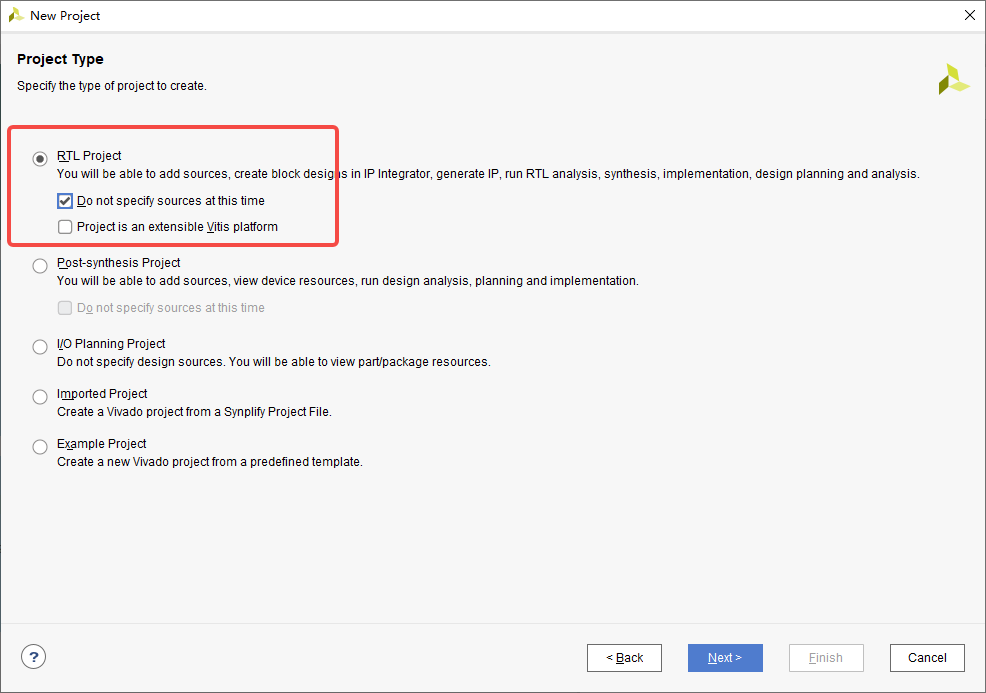 New Project
Project Type
Specify the type of project to create.
RTL Project
You will be able to add sources, create block designs in IP Integrator, generate IP, run RTL analysis, synthesis, implementation, design planning and analysis.
Do not specify sources at this time
Project is an extensible Vitis platform
Post-synthesis Project
You will be able to add sources, view device resources, run design analysis, planning and implementation.
Do not specify sources at this time
I/O Planning Project
Do not specify design sources. You will be able to view part/package resources.
Imported Project
Create a Vivado project from a Synplify Project File.
Example Project
Create a new Vivado project from a predefined template.
? < Back Next > Finish Cancel